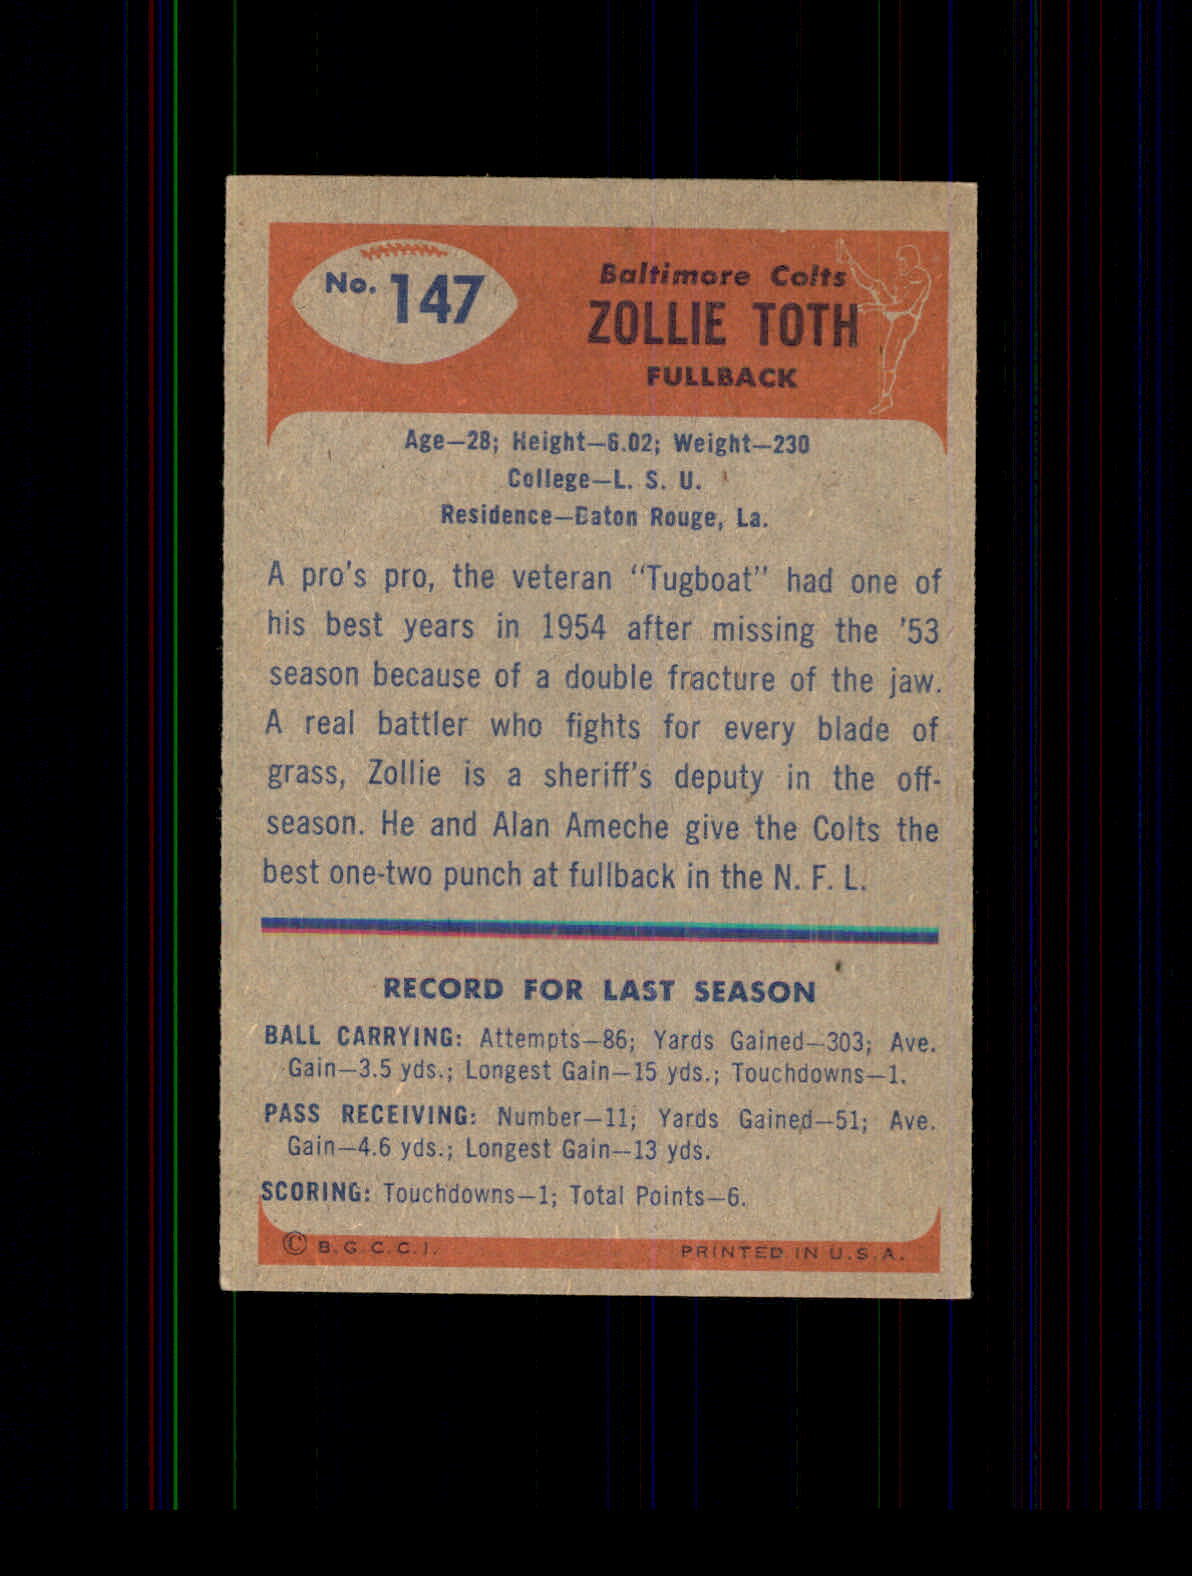 No. 147
Baltimore Colts
ZOLLIE TOTH
FULLBACK
Age—28; Height—6.02; Weight—230
College—L. S. U.
Residence—Baton Rouge, La.
A pro's pro, the veteran "Tugboat" had one of
his best years in 1954 after missing the '53
season because of a double fracture of the jaw.
A real battler who fights for every blade of
grass, Zollie is a sheriff's deputy in the off-
season. He and Alan Ameche give the Colts the
best one-two punch at fullback in the N. F. L.
RECORD FOR LAST SEASON
BALL CARRYING: Attempts—86; Yards Gained—303; Ave.
Gain—3.5 yds.; Longest Gain—15 yds.; Touchdowns—1.
PASS RECEIVING: Number—11; Yards Gained—51; Ave.
Gain—4.6 yds.; Longest Gain—13 yds.
SCORING: Touchdowns—1; Total Points—6.
© B. G. C. C. I.
PRINTED IN U.S.A.